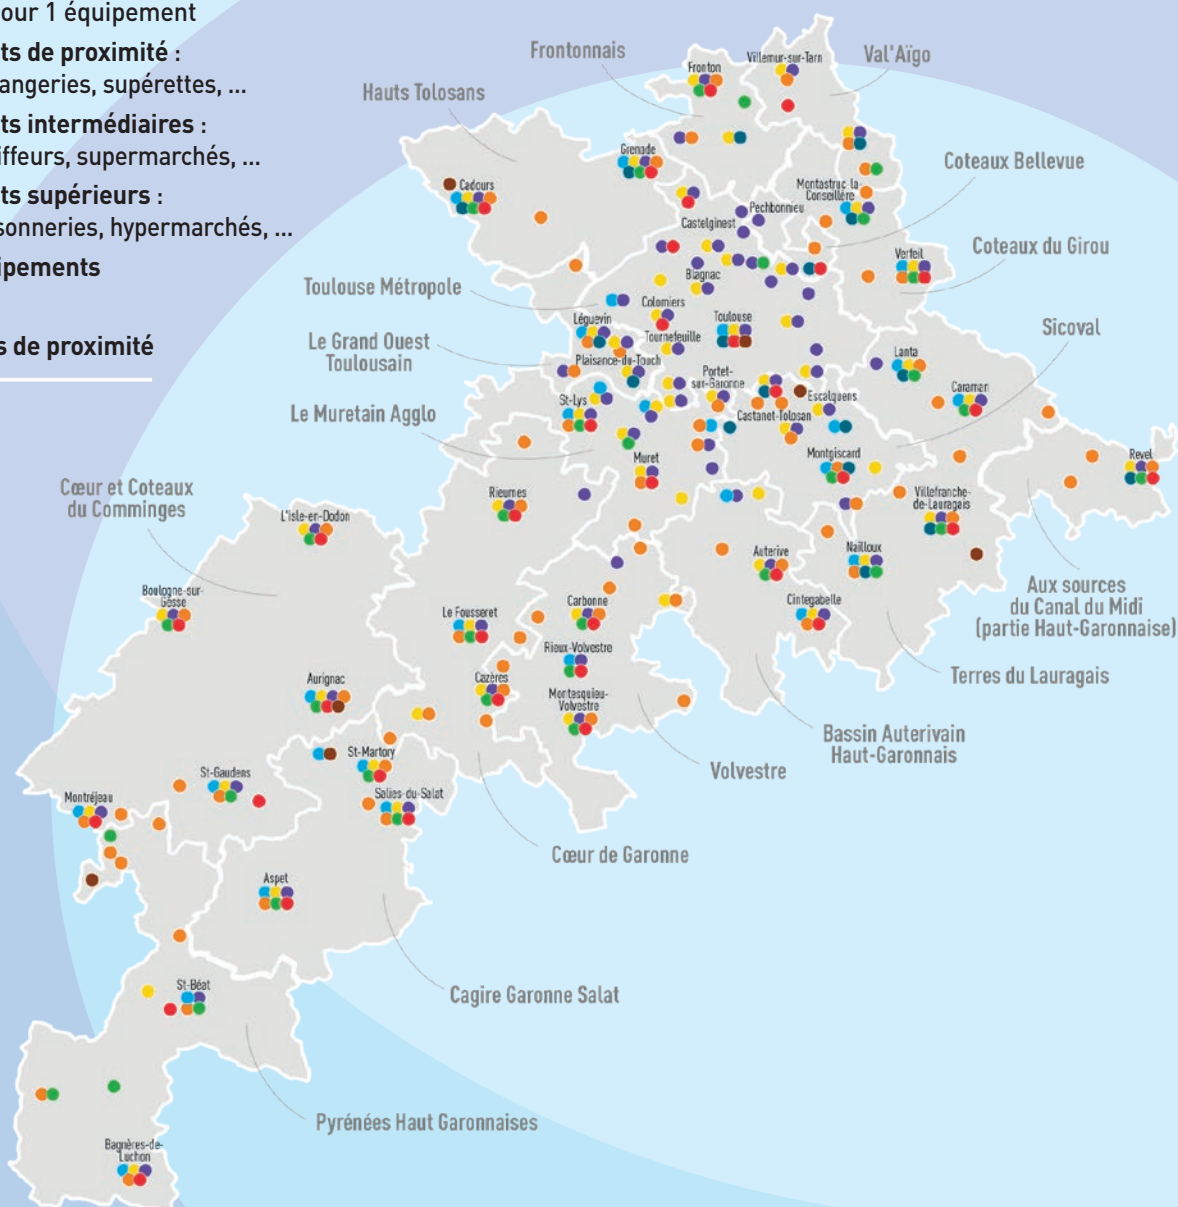 our 1 équipement
ts de proximité :
angeries, supérettes, ...
ts intermédiaires :
iffeurs, supermarchés, ...
ts supérieurs :
sonneries, hypermarchés, ...
ipements
s de proximité
Frontonnais
Val'Aïgo
Hauts Tolosans
Coteaux Bellevue
Coteaux du Girou
Toulouse Métropole
Sicoval
Le Grand Ouest
Toulousain
Le Muretain Agglo
Cœur et Coteaux
du Comminges
Aux sources
du Canal du Midi
(partie Haut-Garonnaise)
Terres du Lauragais
Bassin Auterivain
Haut-Garonnais
Volvestre
Cœur de Garonne
Cagire Garonne Salat
Pyrénées Haut Garonnaises
Fronton
Villemur-sur-Tarn
Grenade
Cadours
Montastruc-la-
Conseillère
Pechbonnieu
Castelginest
Verfeil
Blagnac
Colomiers
Léguevin
Toulouse
Tournefeuille
Plaisance-du-Touch
Lanta
Portet-
sur-Garonne
Caraman
St-Lys
Escalquens
Castanet-Tolosan
Muret
Montgiscard
Revel
Rieumes
Villefranche-
de-Lauragais
L'isle-en-Dodon
Auterive
Nailloux
Boulogne-sur-
Gesse
Le Fousseret
Carbonne
Cintegabelle
Rieux-Volvestre
Aurignac
Cazères
Montesquieu-
Volvestre
St-Martory
St-Gaudens
Salies-du-Salat
Montréjeau
Aspet
St-Béat
Bagnères-de-
Luchon